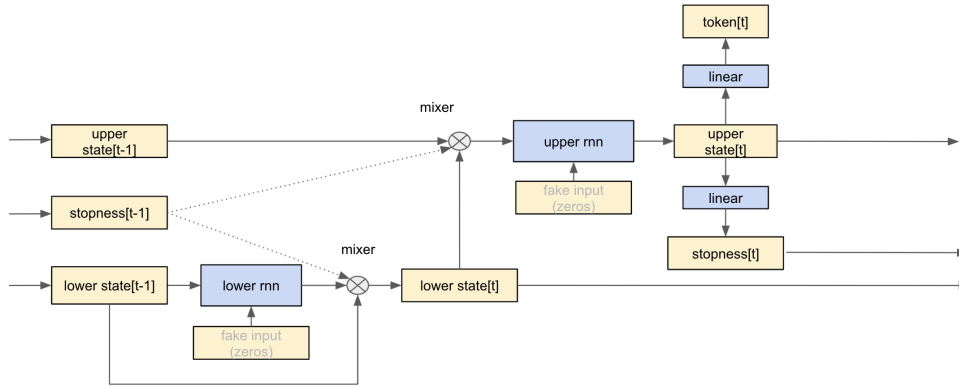 token[t]
linear
mixer
upper
state[t-1]
upper rnn
upper
state[t]
fake input
(zeros)
linear
stopness[t-1]
mixer
stopness[t]
lower state[t-1]
lower rnn
lower state[t]
fake input
(zeros)